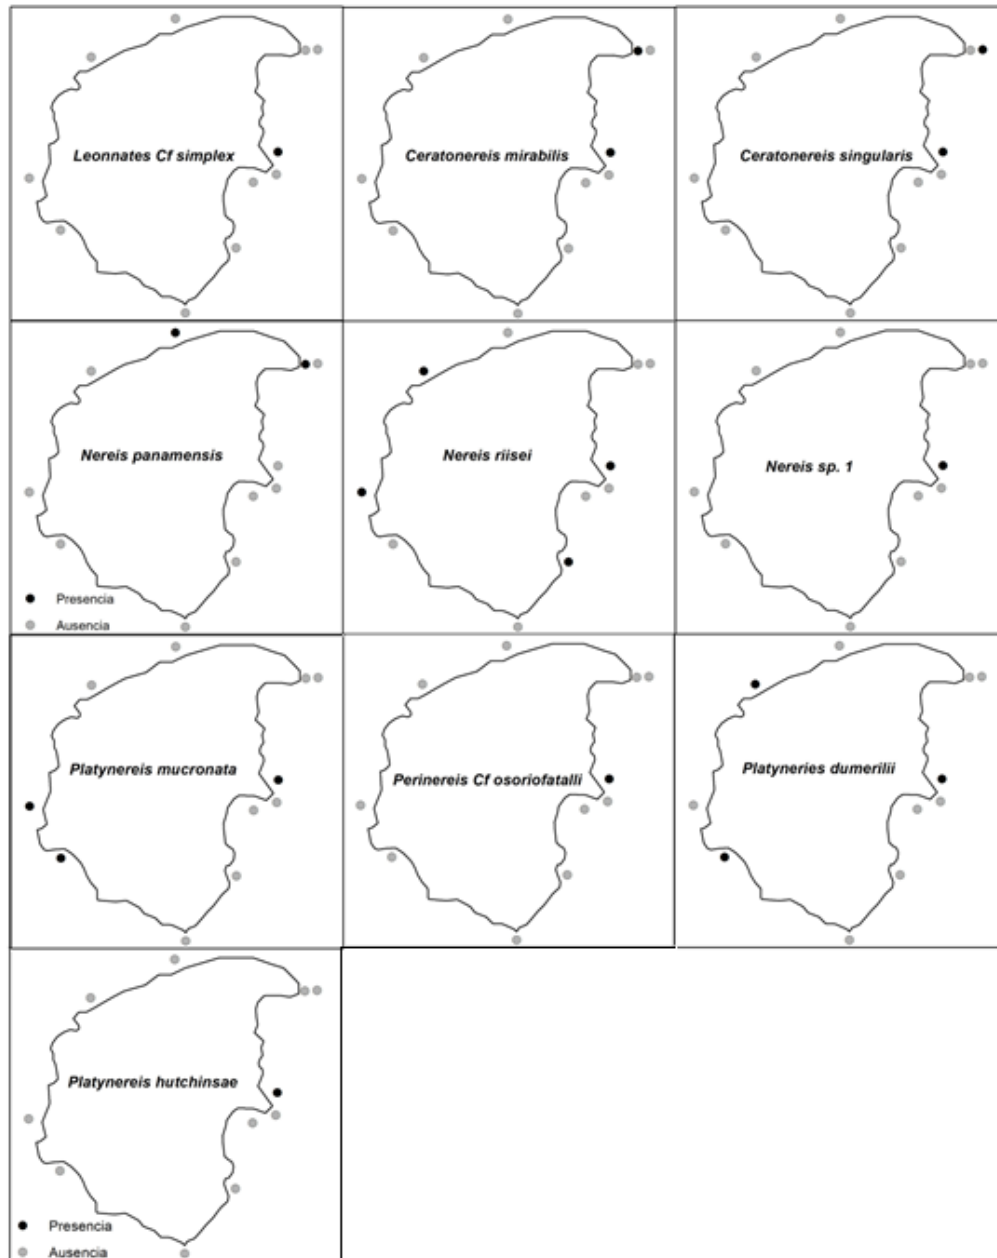 Leonnates Cf simplex
Ceratonereis mirabilis
Ceratonereis singularis
Nereis panamensis
Nereis riisei
Nereis sp. 1
Presencia
Ausencia
Platynereis mucronata
Perinereis Cf osoriofatalli
Platyneries dumerilii
Platynereis hutchinsae
Presencia
Ausencia